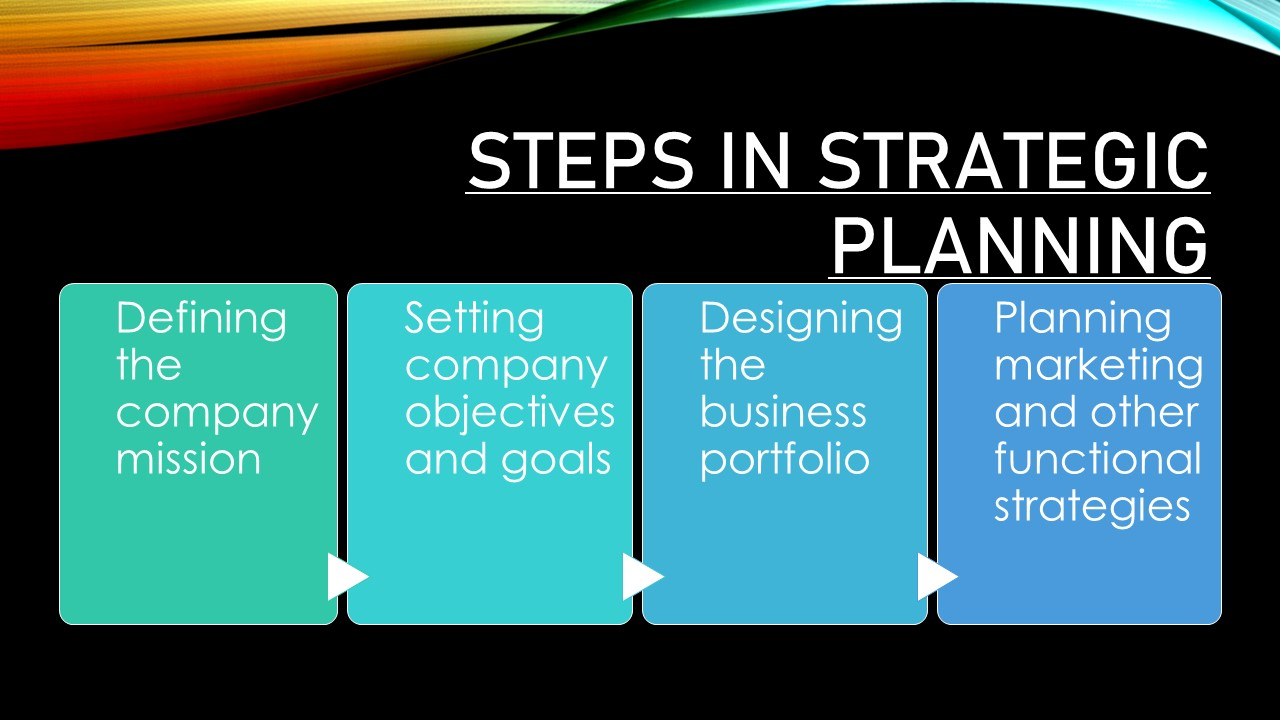 STEPS IN STRATEGIC
PLANNING
Defining
the
company
mission
Setting
company
objectives
and goals
Designing
the
business
portfolio
Planning
marketing
and other
functional
strategies